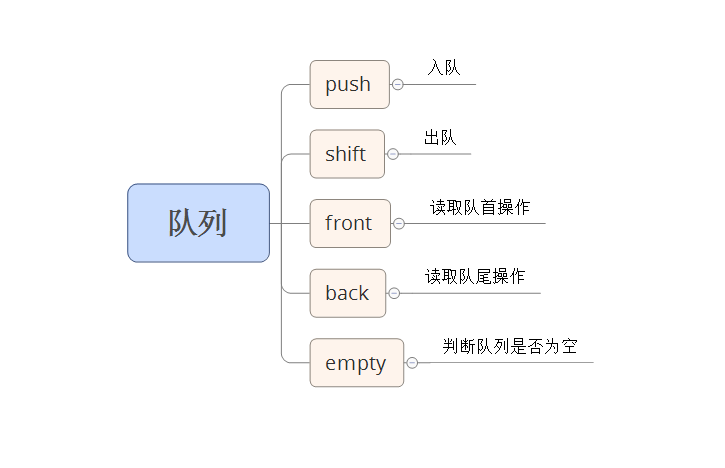 队列
push
入队
shift
出队
front
读取队首操作
back
读取队尾操作
empty
判断队列是否为空